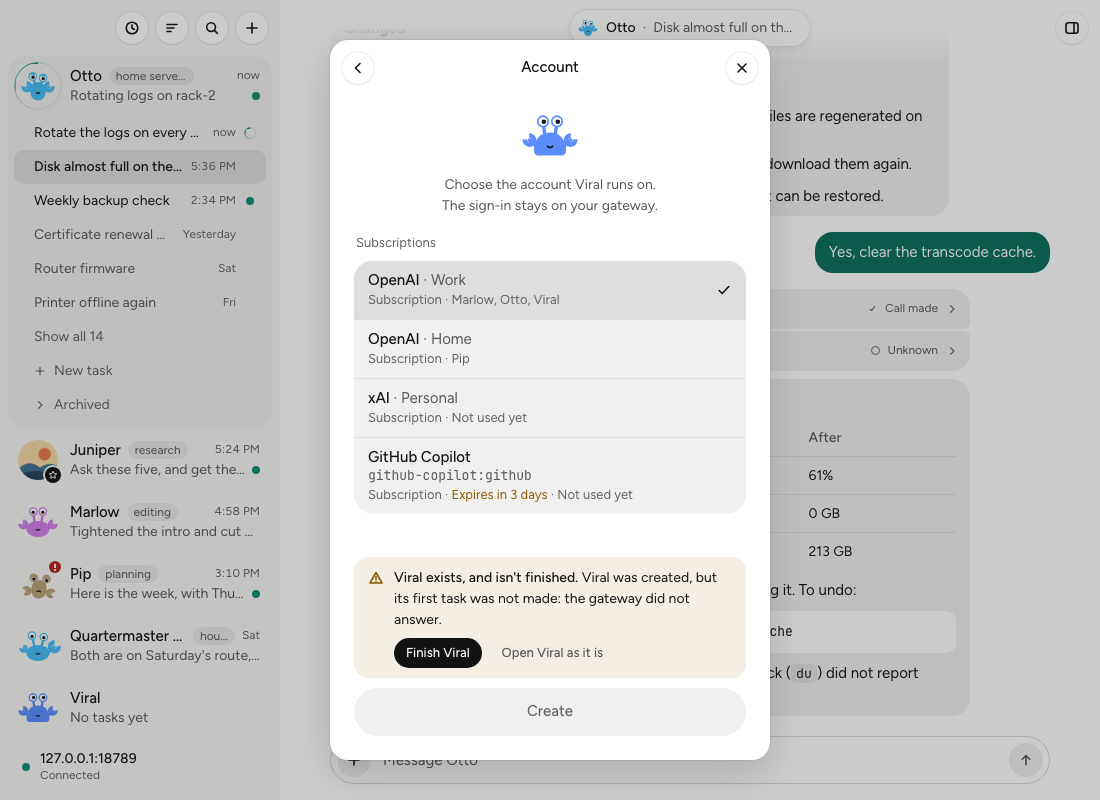 Otto
home serve...
now
Rotating logs on rack-2
Rotate the logs on every ...
now
Disk almost full on the...
5:36 PM
Weekly backup check
2:34 PM
Certificate renewal ...
Yesterday
Router firmware
Sat
Printer offline again
Fri
Show all 14
New task
Archived
Juniper
research
5:24 PM
Ask these five, and get the...
Marlow
editing
4:58 PM
Tightened the intro and cut ...
Pip
planning
3:10 PM
Here is the week, with Thu...
Quartermaster ...
hou...
Sat
Both are on Saturday's route,...
Viral
No tasks yet
127.0.0.1:18789
Connected
Changed
Otto · Disk almost full on th...
Account
Choose the account Viral runs on.
The sign-in stays on your gateway.
Subscriptions
OpenAI · Work
Subscription · Marlow, Otto, Viral
OpenAI · Home
Subscription · Pip
xAI · Personal
Subscription · Not used yet
GitHub Copilot
github-copilot:github
Subscription · Expires in 3 days · Not used yet
Viral exists, and isn't finished. Viral was created, but
its first task was not made: the gateway did not
answer.
Finish Viral
Open Viral as it is
Create
are regenerated on
download them again.
can be restored.
Yes, clear the transcode cache.
Call made
Unknown
After
61%
0 GB
213 GB
it. To undo:
(du) did not report
Message Otto